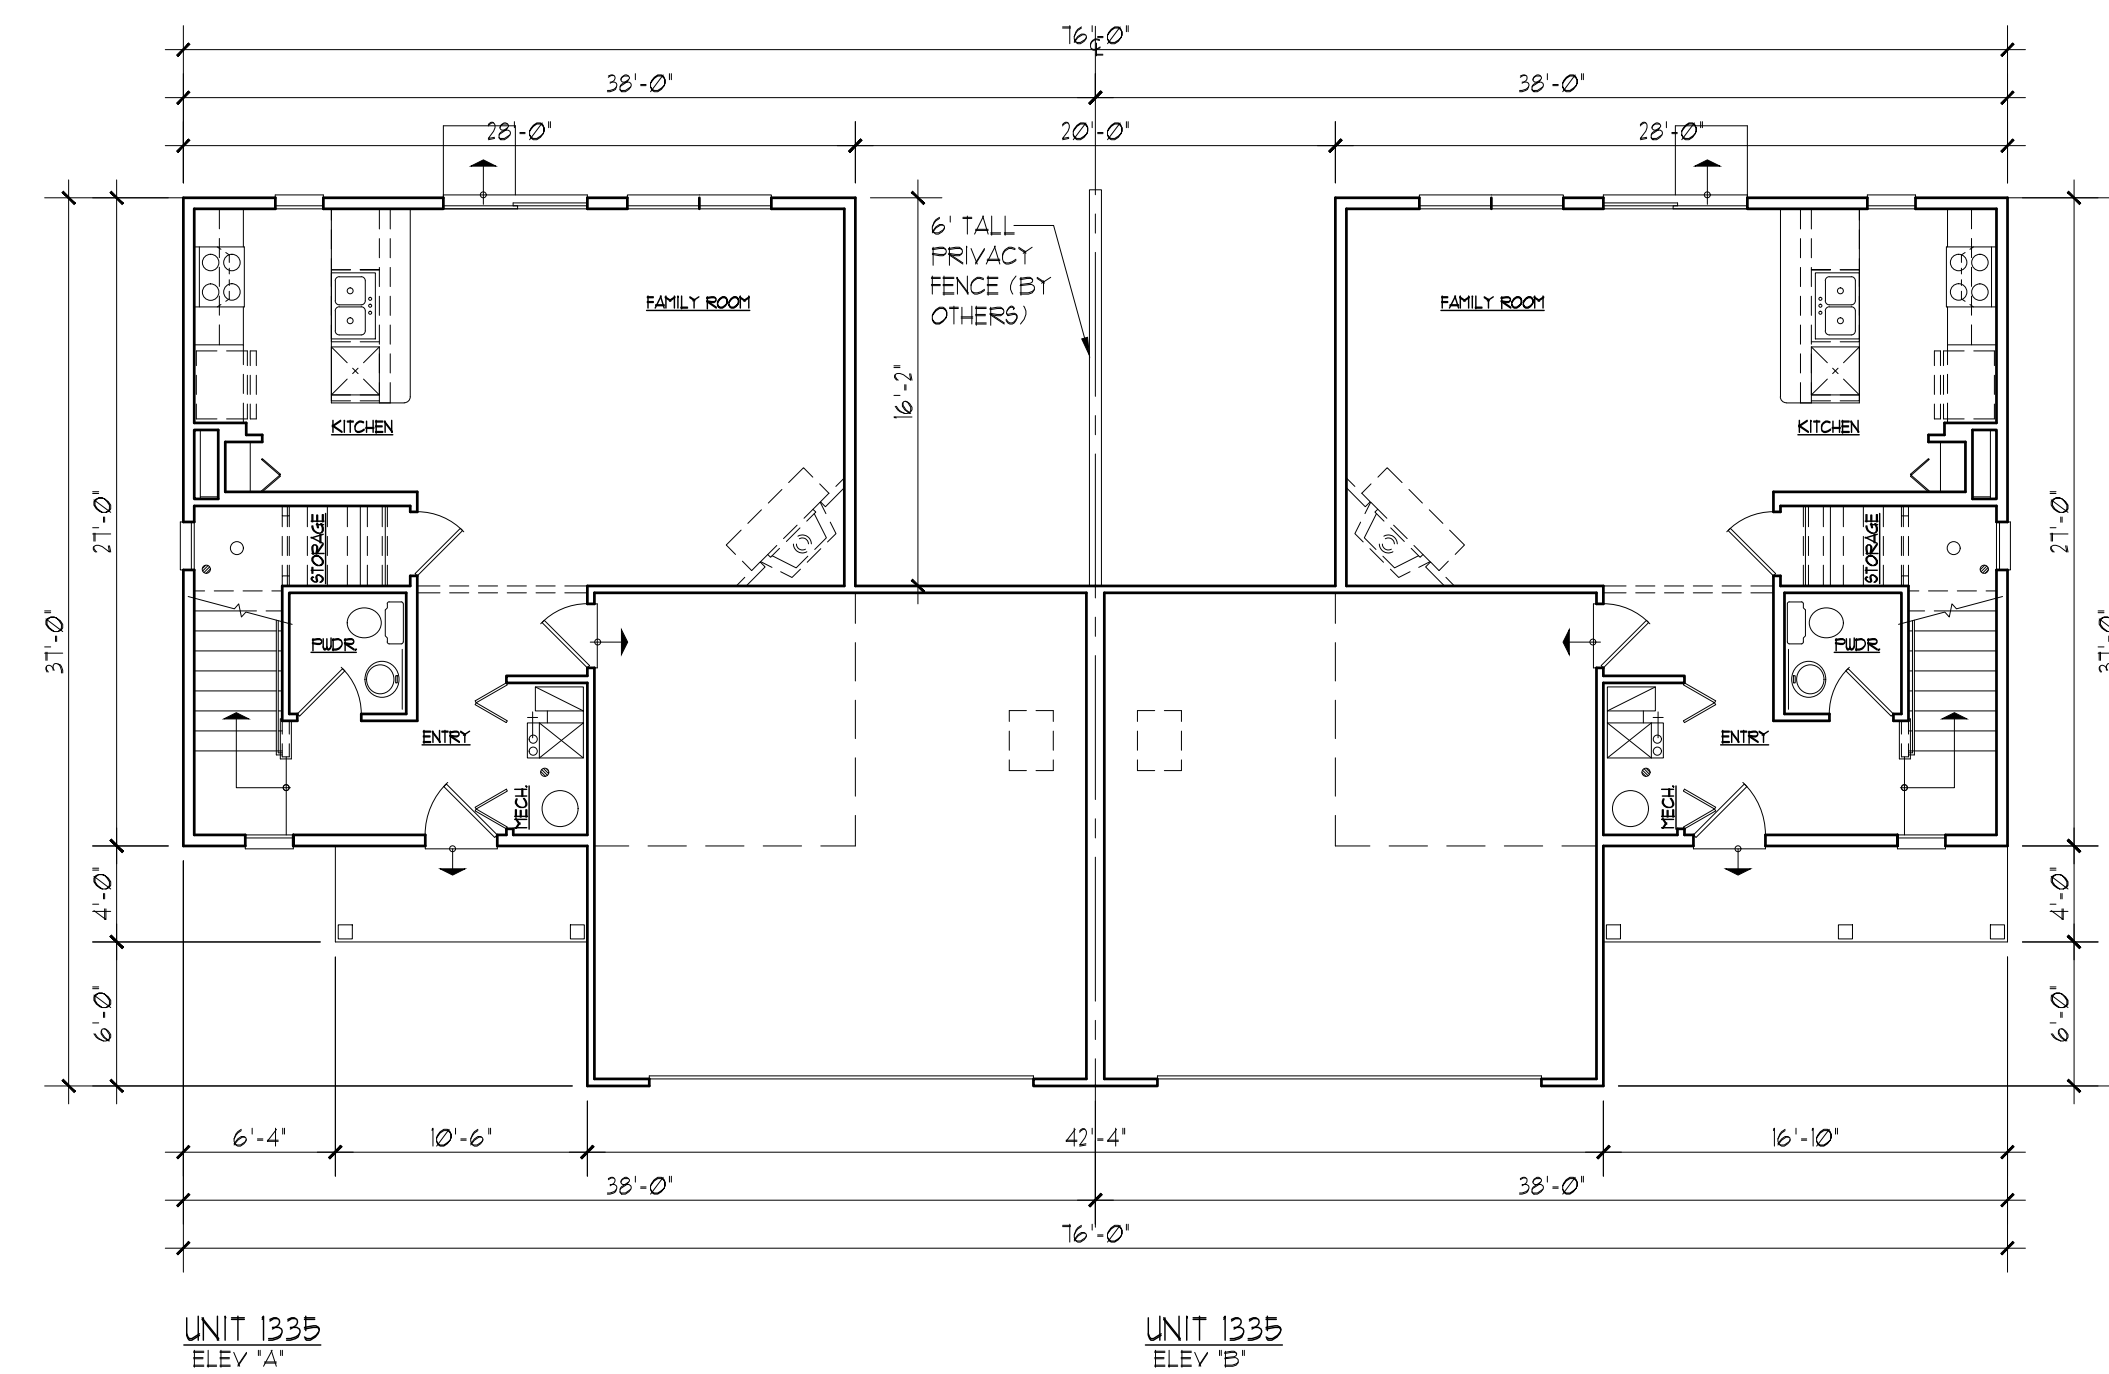 76'-0"
℄
38'-0"
38'-0"
28'-0"
20'-0"
28'-0"
6' TALL
PRIVACY
FENCE (BY
OTHERS)
FAMILY ROOM
FAMILY ROOM
16'-2"
KITCHEN
KITCHEN
27'-0"
27'-0"
STORAGE
STORAGE
37'-0"
37'-0"
PWDR
PWDR
ENTRY
ENTRY
MECH.
MECH.
4'-0"
4'-0"
6'-0"
6'-0"
6'-4"
10'-6"
42'-4"
16'-10"
38'-0"
38'-0"
76'-0"
UNIT 1335
ELEV "A"
UNIT 1335
ELEV "B"